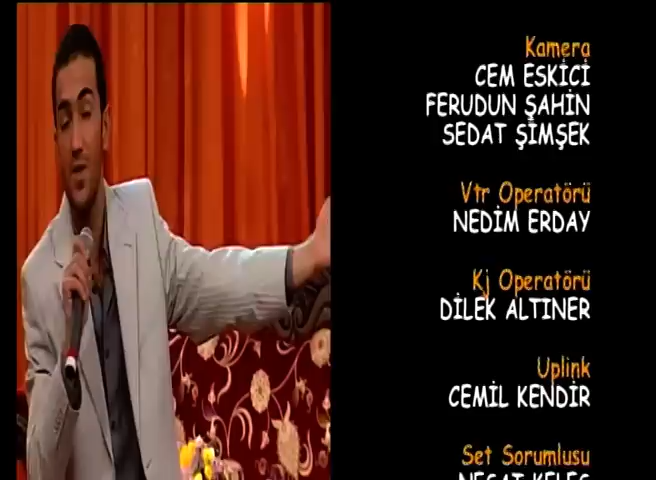 Kamera
CEM ESKİCİ
FERUDUN ŞAHİN
SEDAT ŞİMŞEK
Vtr Operatörü
NEDİM ERDAY
Kj Operatörü
DİLEK ALTINER
Uplink
CEMİL KENDİR
Set Sorumlusu